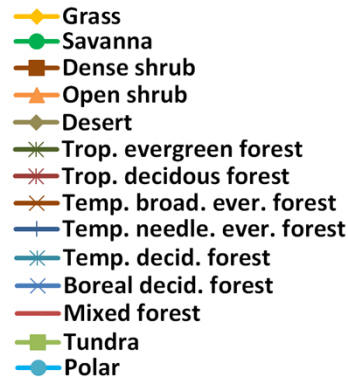 Grass
Savanna
Dense shrub
Open shrub
Desert
Trop. evergreen forest
Trop. decidous forest
Temp. broad. ever. forest
Temp. needle. ever. forest
Temp. decid. forest
Boreal decid. forest
Mixed forest
Tundra
Polar